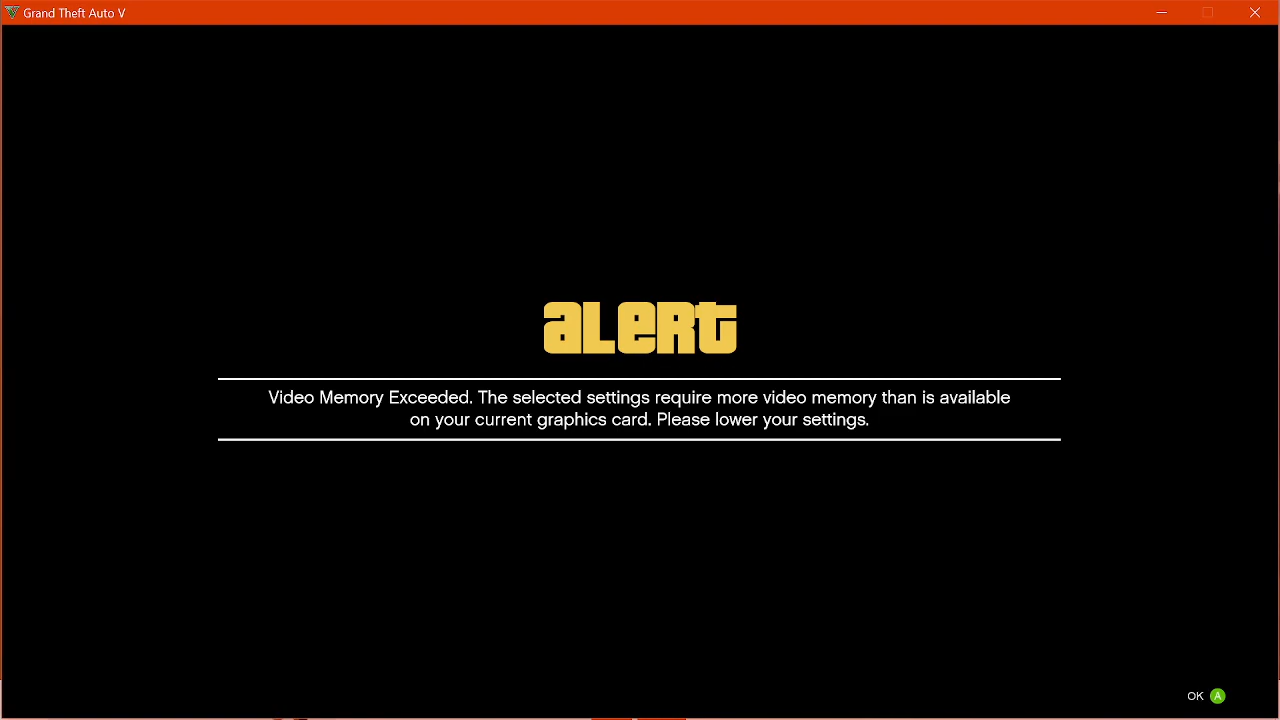 Grand Theft Auto V
aLeRt
Video Memory Exceeded. The selected settings require more video memory than is available
on your current graphics card. Please lower your settings.
OK A